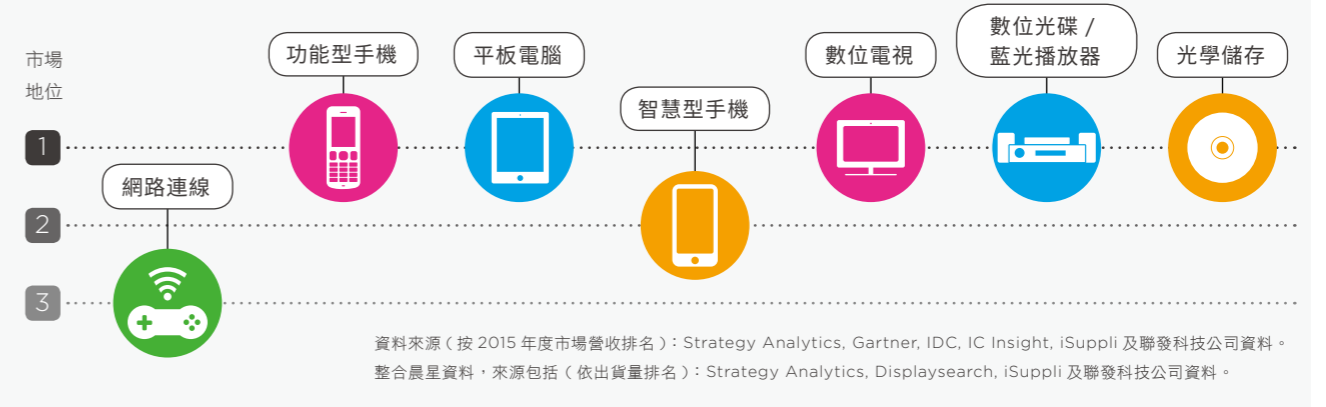 市場
地位
1
2
3
網路連線
功能型手機
平板電腦
智慧型手機
數位電視
數位光碟 /
藍光播放器
光學儲存
資料來源（按 2015 年度市場營收排名）：Strategy Analytics, Gartner, IDC, IC Insight, iSuppli 及聯發科技公司資料。
整合晨星資料，來源包括（依出貨量排名）：Strategy Analytics, Displaysearch, iSuppli 及聯發科技公司資料。